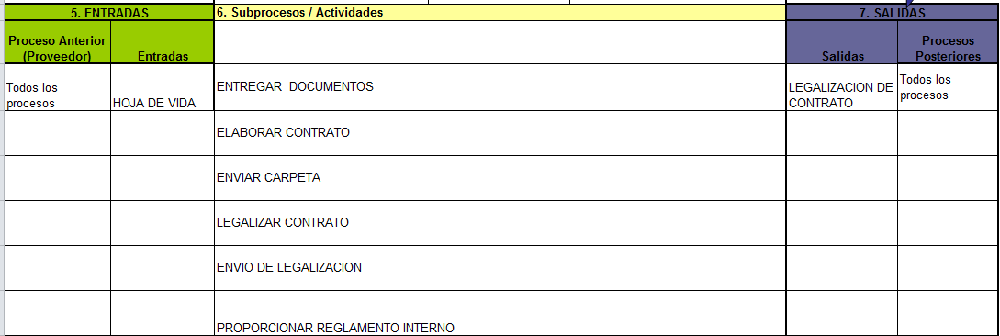 5. ENTRADAS
6. Subprocesos / Actividades
7. SALIDAS
Proceso Anterior
(Proveedor)
Entradas
Salidas
Procesos
Posteriores
Todos los
procesos
HOJA DE VIDA
ENTREGAR  DOCUMENTOS
LEGALIZACION DE
CONTRATO
Todos los
procesos
ELABORAR CONTRATO
ENVIAR CARPETA
LEGALIZAR CONTRATO
ENVIO DE LEGALIZACION
PROPORCIONAR REGLAMENTO INTERNO